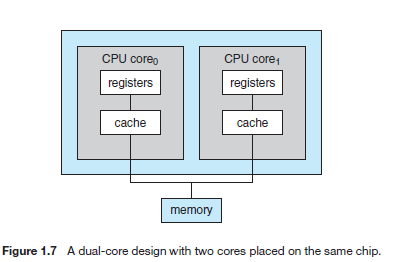 CPU core₀ CPU core₁
registers registers
cache cache
memory
Figure 1.7 A dual-core design with two cores placed on the same chip.